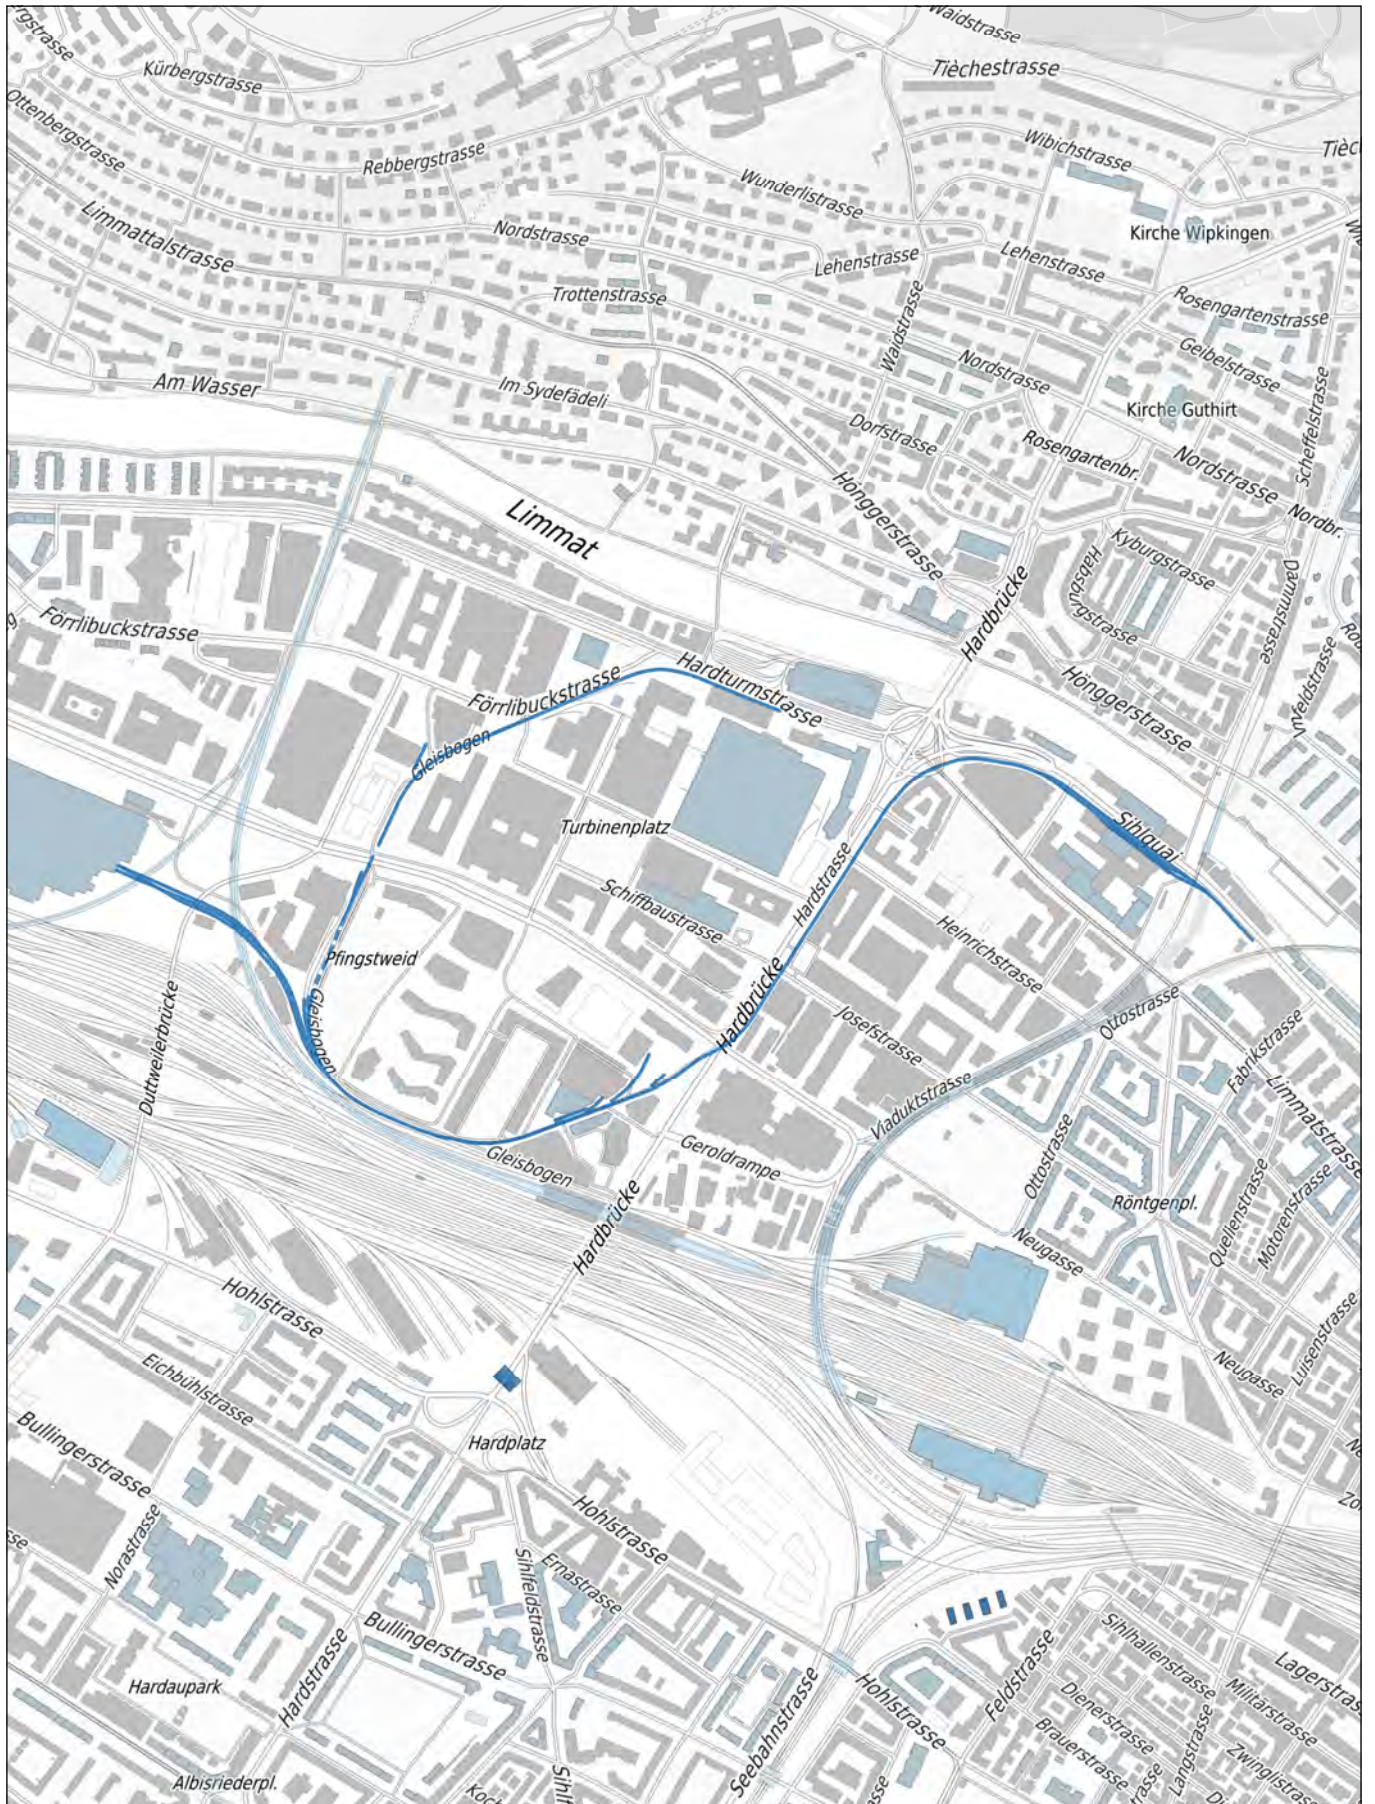 Waidstrasse
Kürbergstrasse
Tièchestrasse
Ottenbergstrasse
Wibichstrasse
Rebbergstrasse
Wunderlistrasse
Kirche Wipkingen
Limmattalstrasse
Nordstrasse
Lehenstrasse
Lehenstrasse
Trottenstrasse
Rosengartenstrasse
Waidstrasse
Geibelstrasse
Nordstrasse
Am Wasser
Im Sydefädeli
Kirche Guthirt
Scheffelstrasse
Dorfstrasse
Rosengartenbr.
Nordstrasse
Hönggerstrasse
Limmat
Nordbr.
Kyburgstrasse
Habsburgstrasse
Dammstrasse
Hardbrücke
Förrlibuckstrasse
Förrlibuckstrasse
Hardturmstrasse
Hönggerstrasse
Gleisbogen
Turbinenplatz
Sihlquai
Schiffbaustrasse
Hardstrasse
Heinrichstrasse
Pfingstweid
Gleisbogen
Duttweilerbrücke
Hardbrücke
Josefstrasse
Ottostrasse
Fabrikstrasse
Limmatstrasse
Viaduktstrasse
Gleisbogen
Geroldrampe
Ottostrasse
Röntgenpl.
Quellenstrasse
Motorenstrasse
Hardbrücke
Neugasse
Hohlstrasse
Luisenstrasse
Eichbühlstrasse
Neugasse
Bullingerstrasse
Hardplatz
Hohlstrasse
Norastrasse
Sihlfeldstrasse
Ernastrasse
Bullingerstrasse
Hardaupark
Hardstrasse
Seebahnstrasse
Hohlstrasse
Feldstrasse
Sihlhallenstrasse
Lagerstras
Militärstrasse
Dienerstrasse
Brauerstrasse
Langstrasse
Zwinglistras
Albisriederpl.